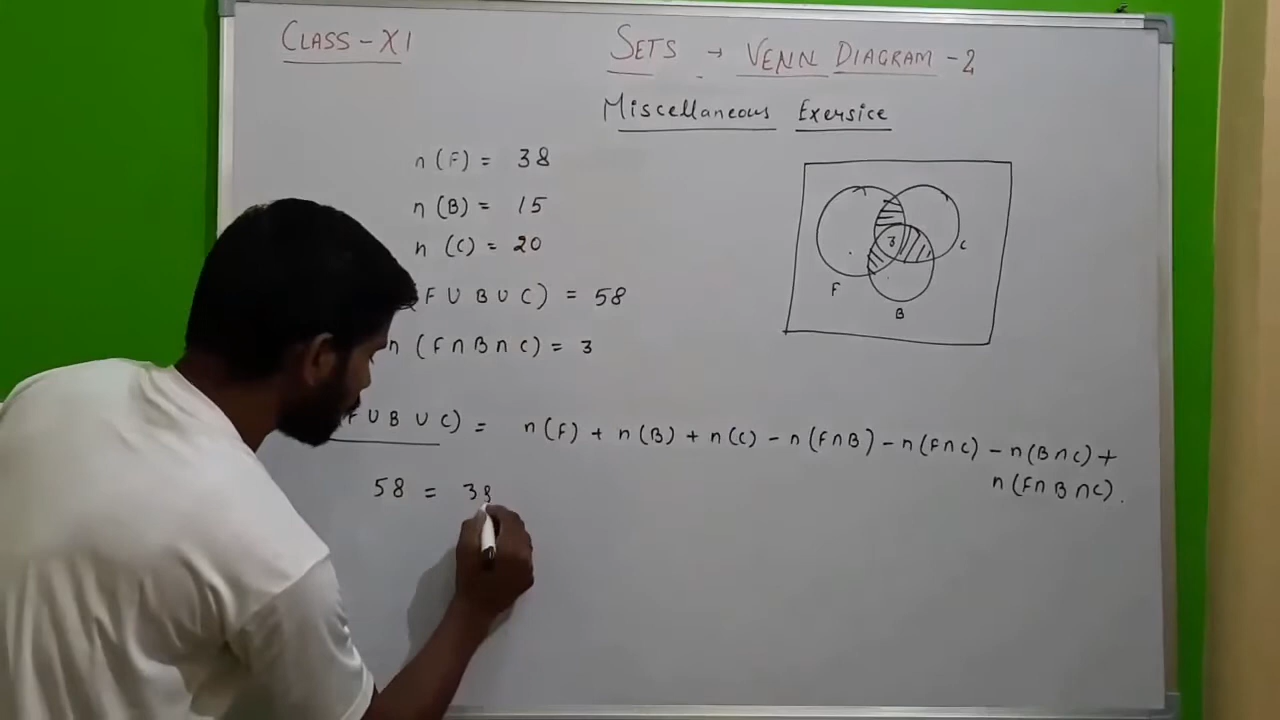 CLASS - XI
SETS → VENN DIAGRAM - 2
Miscellaneous Exersice
n (F) = 38
n (B) = 15
n (C) = 20
F ∪ B ∪ C) = 58
n (F ∩ B ∩ C) = 3
3
F
C
B
F ∪ B ∪ C) = n (F) + n (B) + n (C) - n (F ∩ B) - n (F ∩ C) - n (B ∩ C) +
n (F ∩ B ∩ C).
58 = 38